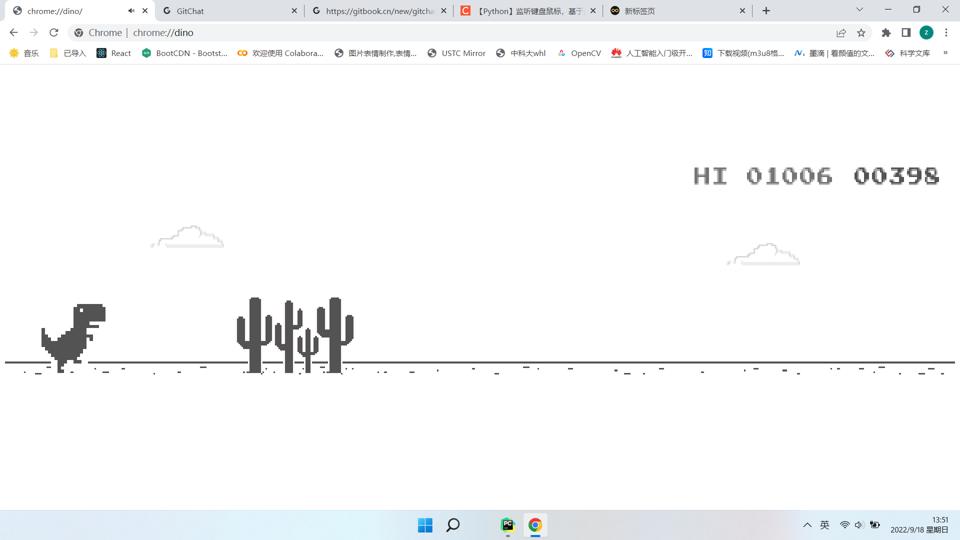 chrome://dino/
GitChat
https://gitbook.cn/new/gitcha
【Python】监听键盘鼠标，基于
新标签页
Chrome | chrome://dino
Z
音乐
已导入
React
BootCDN - Bootst...
欢迎使用 Colabora...
图片表情制作,表情...
USTC Mirror
中科大whl
OpenCV
人工智能入门级开...
知
下载视频(m3u8格...
墨滴 | 看颜值的文...
科学文库
»
HI 01006 00398
PC
英
13:51
2022/9/18 星期日